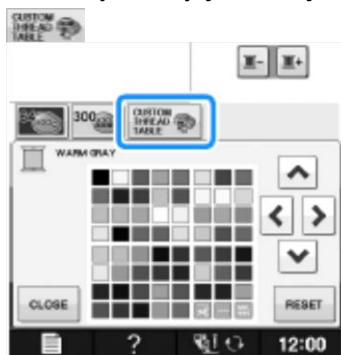 CUSTOM
THREAD
TABLE
300
CUSTOM
THREAD
TABLE
WARM GRAY
CLOSE
RESET
?
12:00